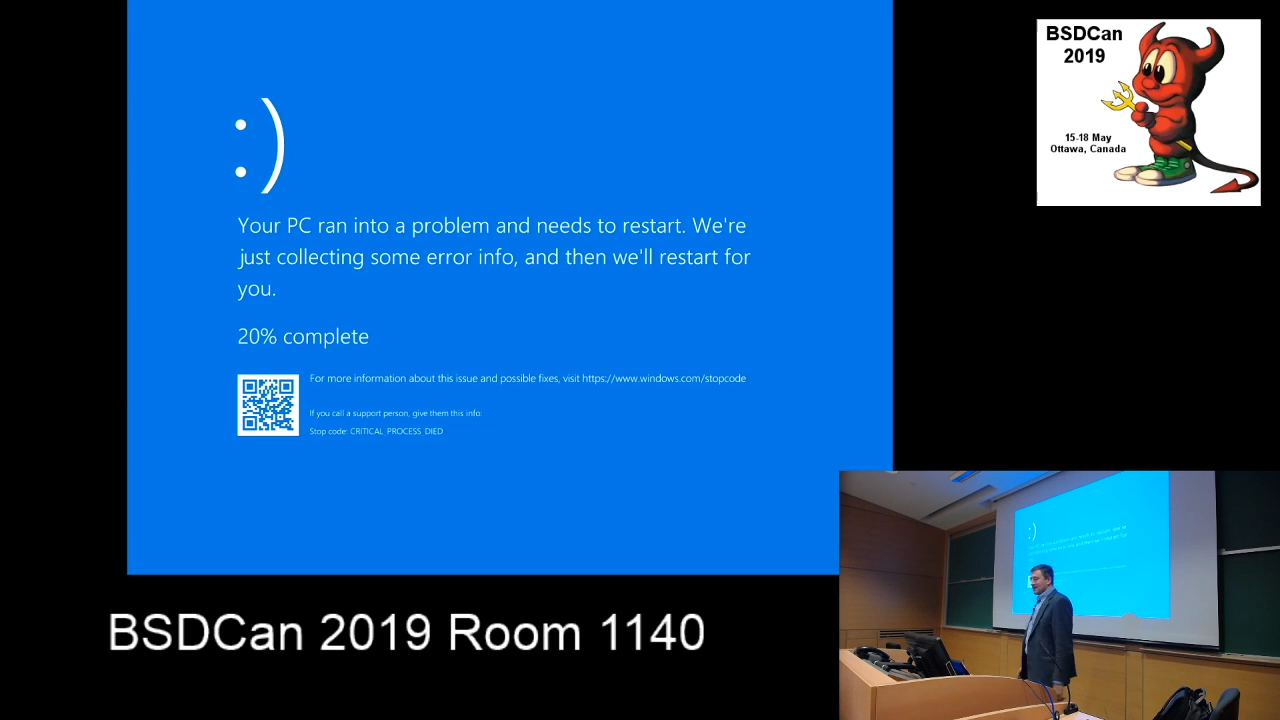 :)
Your PC ran into a problem and needs to restart. We're
just collecting some error info, and then we'll restart for
you.
20% complete
For more information about this issue and possible fixes, visit https://www.windows.com/stopcode
If you call a support person, give them this info:
Stop code: CRITICAL_PROCESS_DIED
BSDCan
2019
15-18 May
Ottawa, Canada
:)
BSDCan 2019 Room 1140